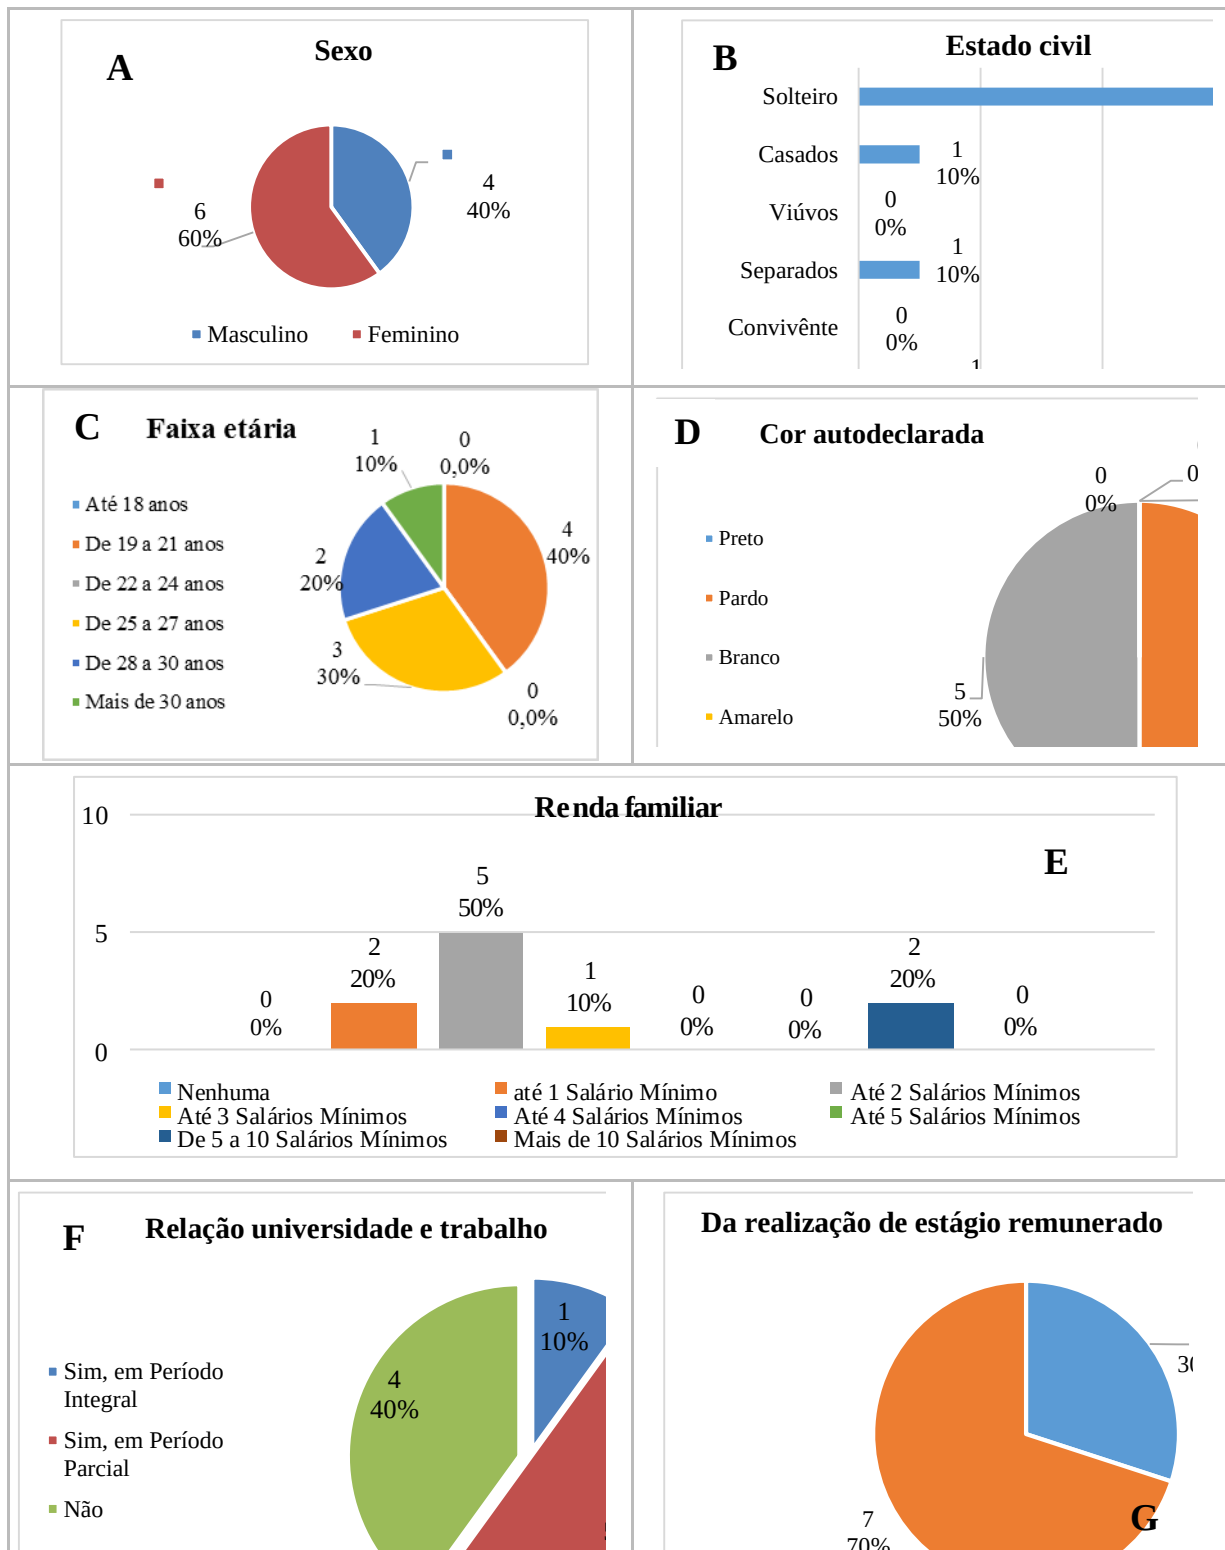 A
Sexo
4
40%
6
60%
Masculino
Feminino
B
Estado civil
Solteiro
Casados
1
10%
Viúvos
0
0%
Separados
1
10%
Convivênte
0
0%
1
C
Faixa etária
Até 18 anos
De 19 a 21 anos
De 22 a 24 anos
De 25 a 27 anos
De 28 a 30 anos
Mais de 30 anos
1
10%
0
0,0%
4
40%
2
20%
3
30%
0
0,0%
D
Cor autodeclarada
Preto
Pardo
Branco
Amarelo
0
0%
0
5
50%
Renda familiar
E
10
5
0
0
0%
2
20%
5
50%
1
10%
0
0%
0
0%
2
20%
0
0%
Nenhuma
até 1 Salário Mínimo
Até 2 Salários Mínimos
Até 3 Salários Mínimos
Até 4 Salários Mínimos
Até 5 Salários Mínimos
De 5 a 10 Salários Mínimos
Mais de 10 Salários Mínimos
F
Relação universidade e trabalho
Sim, em Período
Integral
Sim, em Período
Parcial
Não
1
10%
4
40%
Da realização de estágio remunerado
7
70%
G